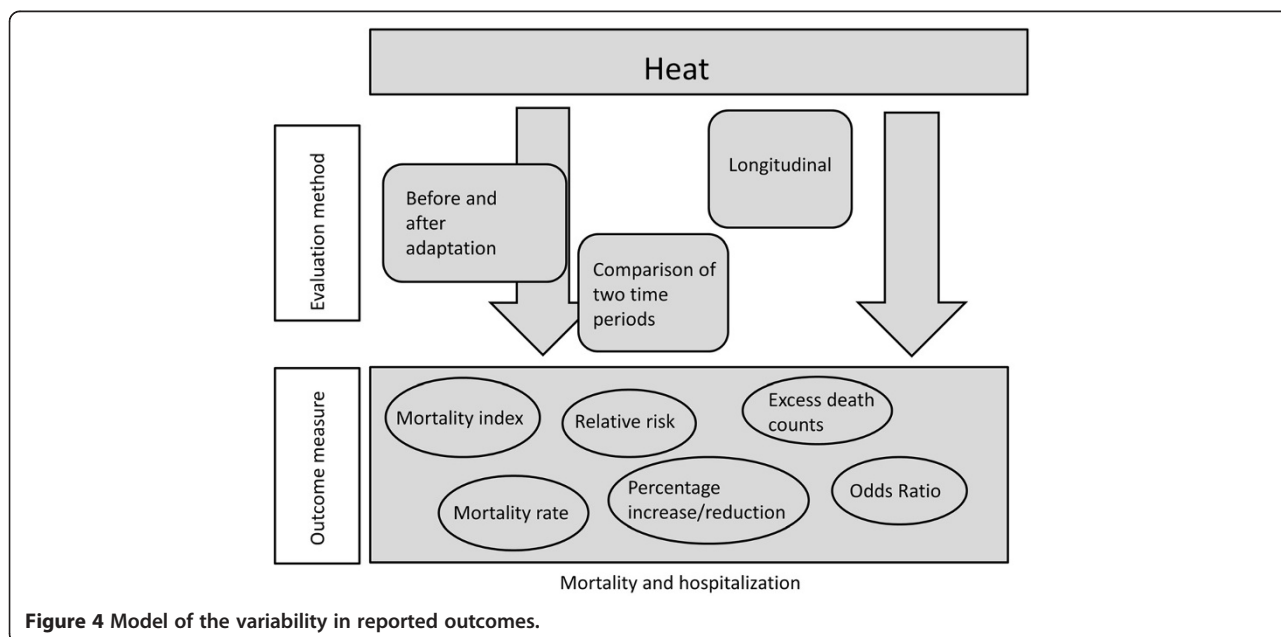 Heat
Evaluation method
Before and
after
adaptation
Comparison of
two time
periods
Longitudinal
Outcome measure
Mortality index
Relative risk
Excess death
counts
Mortality rate
Percentage
increase/reduction
Odds Ratio
Mortality and hospitalization
Figure 4 Model of the variability in reported outcomes.